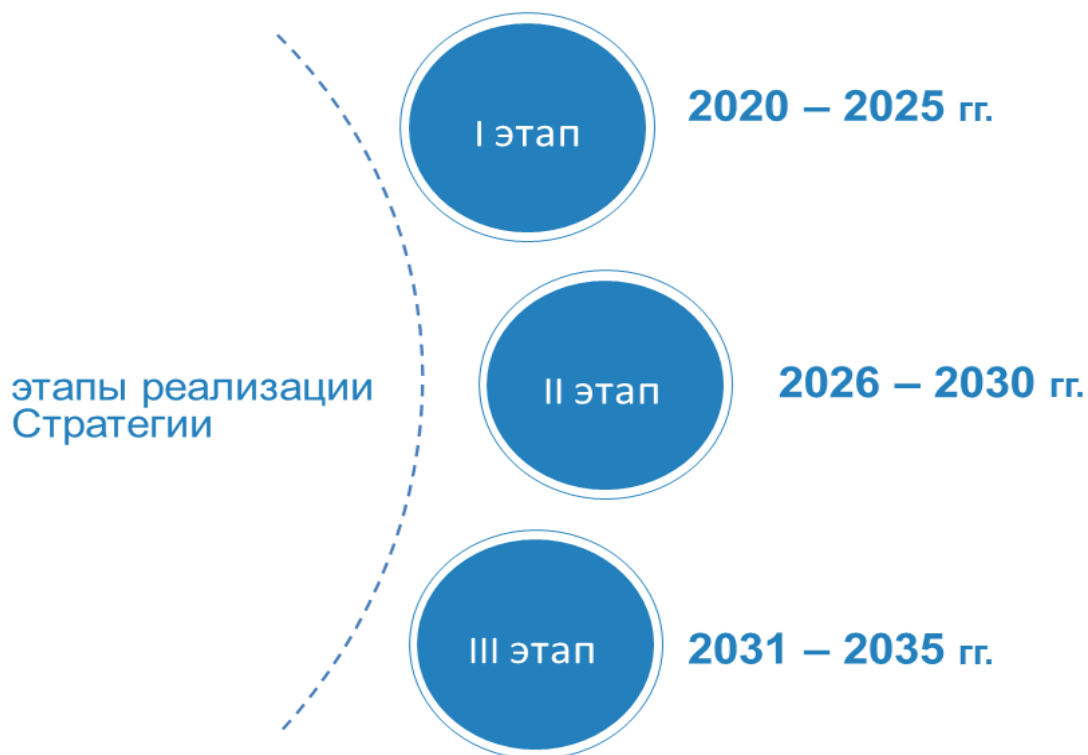 I этап
2020 – 2025 гг.
этапы реализации
Стратегии
II этап
2026 – 2030 гг.
III этап
2031 – 2035 гг.